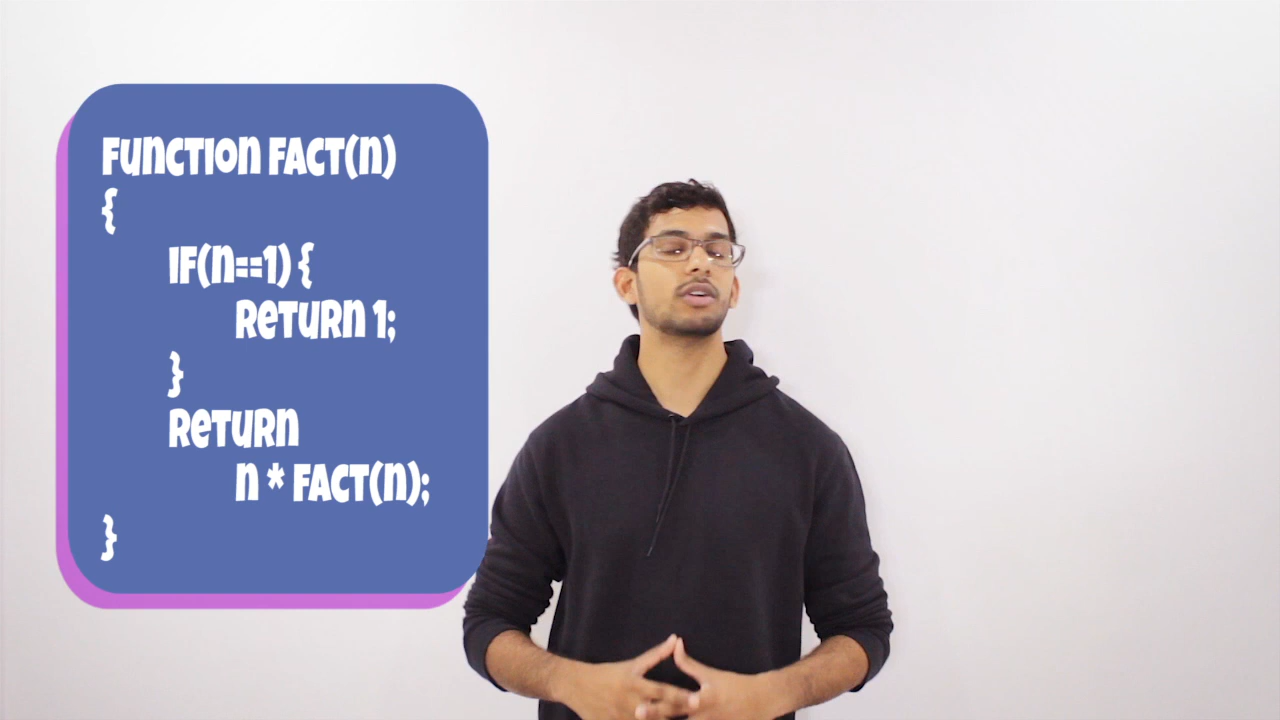 Function Fact(n)
{
if(n==1) {
Return 1;
}
Return
n * Fact(n);
}